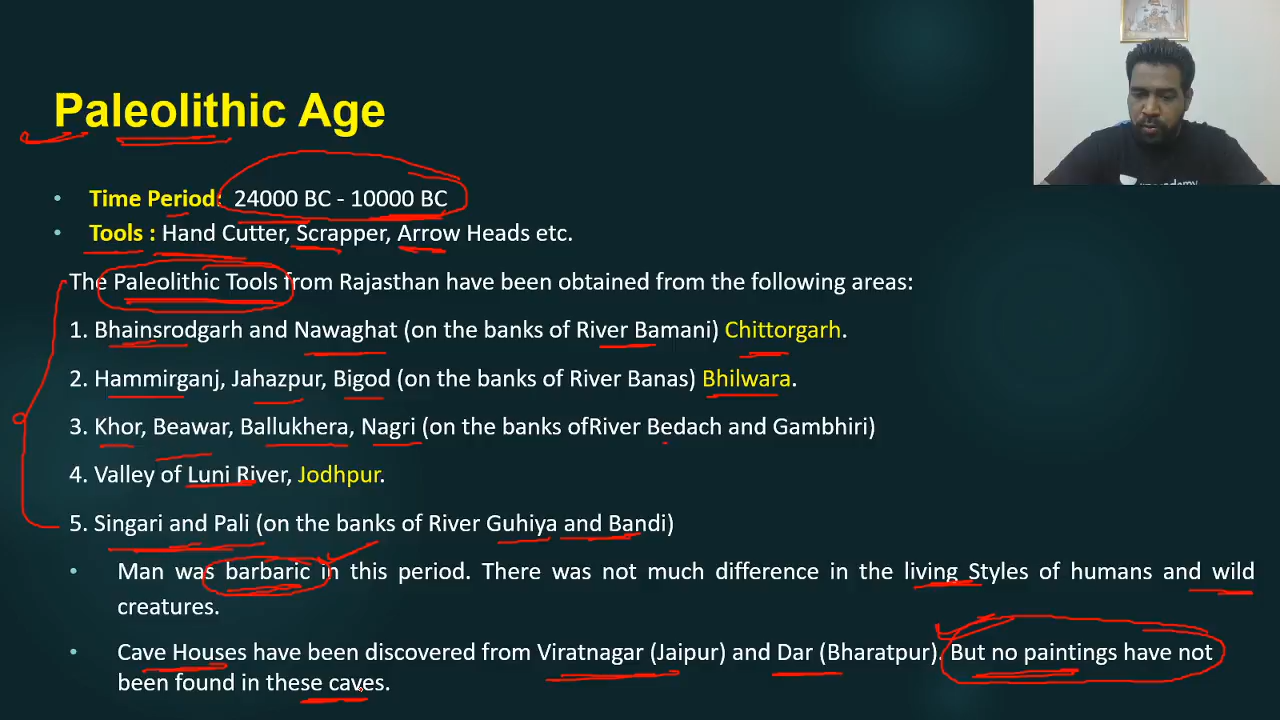 Paleolithic Age
• Time Period: 24000 BC - 10000 BC
• Tools : Hand Cutter, Scrapper, Arrow Heads etc.
The Paleolithic Tools from Rajasthan have been obtained from the following areas:
1. Bhainsrodgarh and Nawaghat (on the banks of River Bamani) Chittorgarh.
2. Hammirganj, Jahazpur, Bigod (on the banks of River Banas) Bhilwara.
3. Khor, Beawar, Ballukhera, Nagri (on the banks ofRiver Bedach and Gambhiri)
4. Valley of Luni River, Jodhpur.
5. Singari and Pali (on the banks of River Guhiya and Bandi)
• Man was barbaric in this period. There was not much difference in the living Styles of humans and wild
creatures.
• Cave Houses have been discovered from Viratnagar (Jaipur) and Dar (Bharatpur). But no paintings have not
been found in these caves.